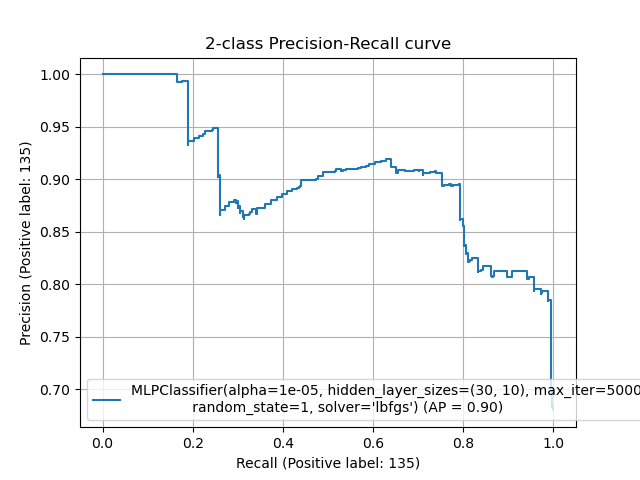 2-class Precision-Recall curve
1.00
0.95
0.90
0.85
0.80
0.75
0.70
Precision (Positive label: 135)
MLPClassifier(alpha=1e-05, hidden_layer_sizes=(30, 10), max_iter=5000
random_state=1, solver='lbfgs') (AP = 0.90)
0.0 0.2 0.4 0.6 0.8 1.0
Recall (Positive label: 135)